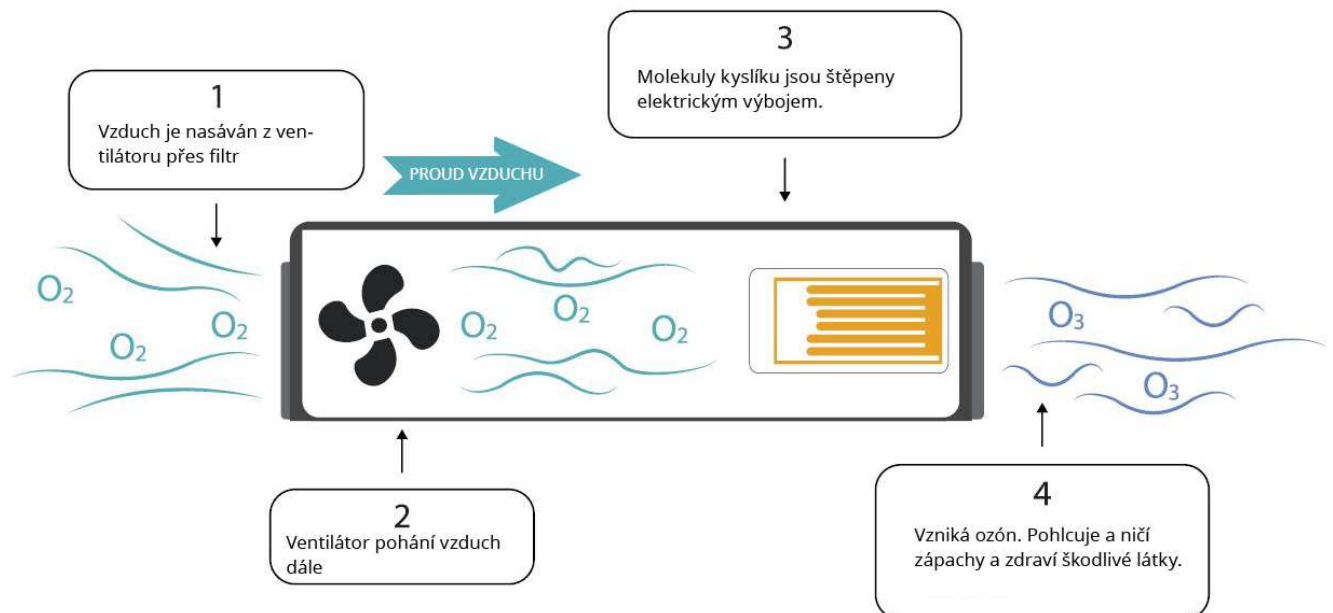 1
Vzduch je nasáván z ven-
tilátoru přes filtr
PROUD VZDUCHU
3
Molekuly kyslíku jsou štěpeny
elektrickým výbojem.
O2
O2
O2
O2
O2
O2
O3
O3
2
Ventilátor pohání vzduch
dále
4
Vzniká ozón. Pohlcuje a ničí
zápachy a zdraví škodlivé látky.